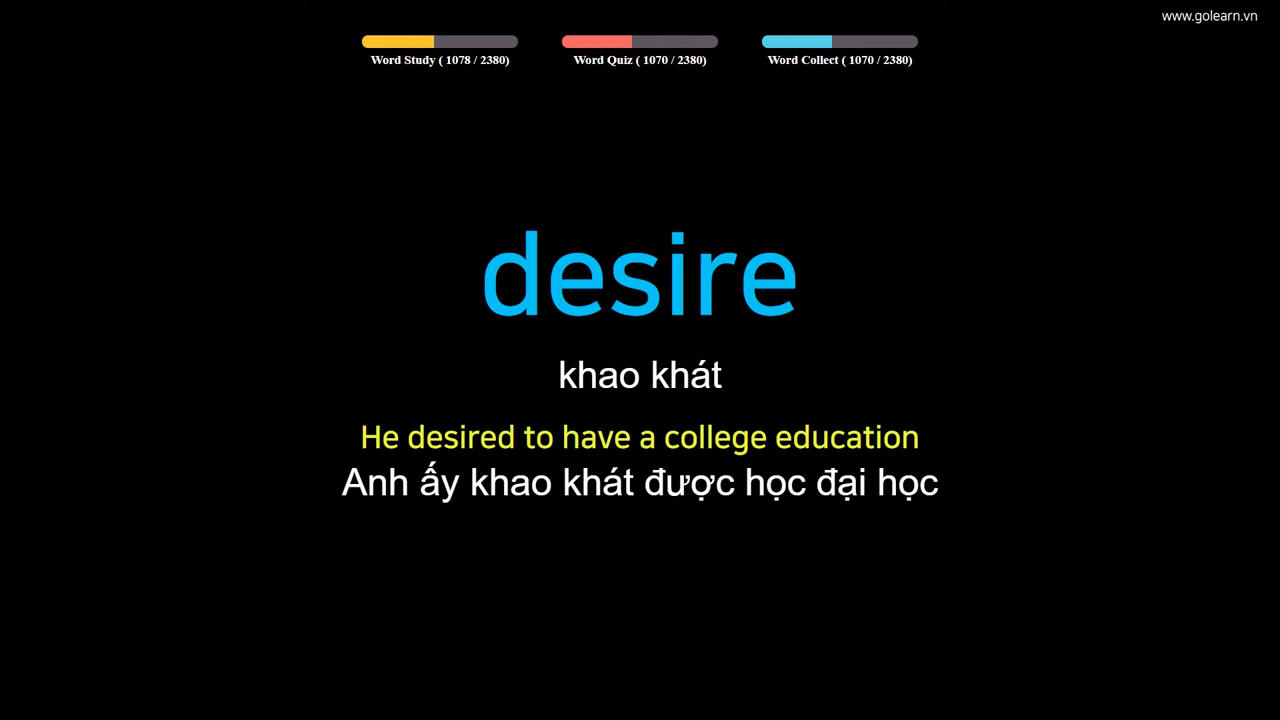 www.golearn.vn
Word Study ( 1078 / 2380) Word Quiz ( 1070 / 2380) Word Collect ( 1070 / 2380)
desire
khao khát
He desired to have a college education
Anh ấy khao khát được học đại học